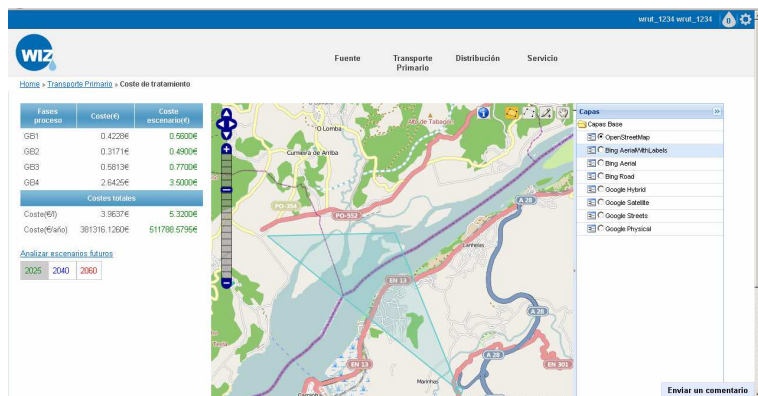 wrut_1234 wrut_1234
0
WIZ
Fuente
Transporte Primario
Distribución
Servicio
Home » Transporte Primario » Coste de tratamiento
Fases proceso Coste(€) Coste escenario(€)
GB1 0.4228€ 0.5600€
GB2 0.3171€ 0.4900€
GB3 0.5813€ 0.7700€
GB4 2.6425€ 3.5000€
Costes totales
Coste(€/l) 3.9637€ 5.3200€
Coste(€/año) 381316.1260€ 511788.5795€
Analizar escenarios futuros
2025 2040 2060
O Lomba
Alto de Tabagon
Cumieira de Arriba
PO-354
PO-552
A 28
Lanhelas
EN 13
A 28
EN 13
A 28
EN 301
Marinhas
Caminha
Capas
Capas Base
OpenStreetMap
Bing AerialWithLabels
Bing Aerial
Bing Road
Google Hybrid
Google Satellite
Google Streets
Google Physical
Enviar un comentario